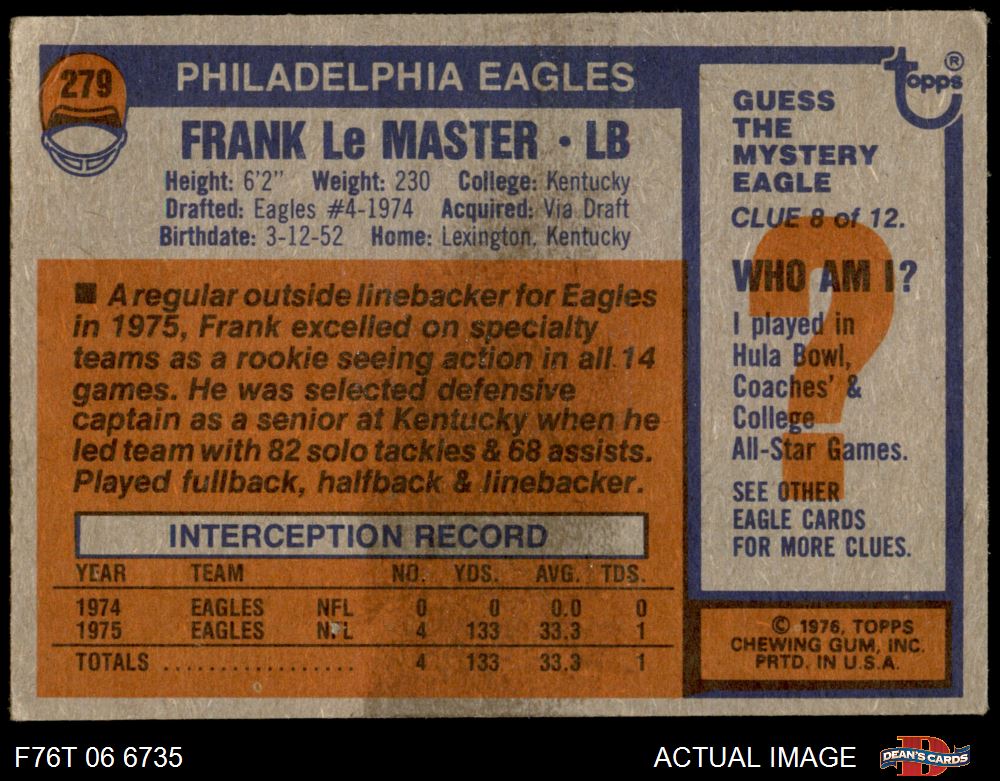 279
PHILADELPHIA EAGLES
FRANK Le MASTER · LB
Height: 6'2" Weight: 230 College: Kentucky
Drafted: Eagles #4-1974 Acquired: Via Draft
Birthdate: 3-12-52 Home: Lexington, Kentucky
■ A regular outside linebacker for Eagles
in 1975, Frank excelled on specialty
teams as a rookie seeing action in all 14
games. He was selected defensive
captain as a senior at Kentucky when he
led team with 82 solo tackles & 68 assists.
Played fullback, halfback & linebacker.
INTERCEPTION RECORD
YEAR TEAM NO. YDS. AVG. TDS.
1974 EAGLES NFL 0 0 0.0 0
1975 EAGLES NFL 4 133 33.3 1
TOTALS .................. 4 133 33.3 1
topps®
GUESS
THE
MYSTERY
EAGLE
CLUE 8 of 12.
?
WHO AM I?
I played in
Hula Bowl,
Coaches' &
College
All-Star Games.
SEE OTHER
EAGLE CARDS
FOR MORE CLUES.
© 1976, TOPPS
CHEWING GUM, INC.
PRTD. IN U.S.A.
F76T 06 6735
ACTUAL IMAGE
D
DEAN'S CARDS